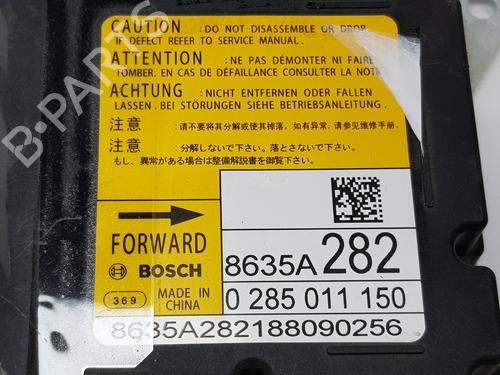 CAUTION : DO NOT DISASSEMBLE OR DROP.
IF DEFECT REFER TO SERVICE MANUAL.
ATTENTION : NE PAS DÉMONTER NI FAIRE
TOMBER. EN CAS DE DÉFAILLANCE CONSULTER LA NOTICE
ACHTUNG : NICHT ENTFERNEN ODER FALLEN
LASSEN. BEI STÖRUNGEN SIEHE BETRIEBSANLEITUNG.
注意 :请不要将其分解或使其掉落。如有异常,请参见维修手册.
注意 :分解しないで下さい。落とさないで下さい。
もし、異常がある場合は整備解説書を御覧下さい。
FORWARD
BOSCH
8635A 282
369
MADE IN
CHINA
0 285 011 150
8635A282188090256
B-PARTS